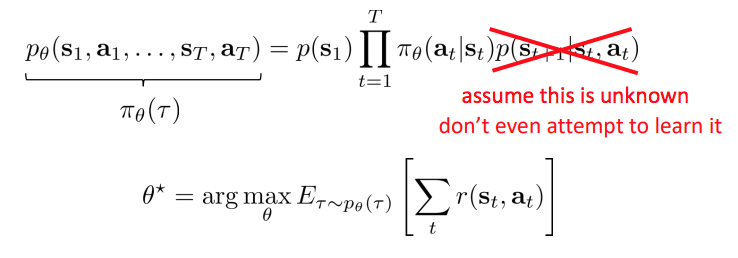 p_θ(s_1, a_1, . . . , s_T, a_T) = p(s_1) ∏_{t=1}^{T} π_θ(a_t|s_t)p(s_{t+1}|s_t, a_t)
π_θ(τ)
assume this is unknown
don't even attempt to learn it
θ* = arg max_θ E_{τ∼p_θ(τ)} [∑_t r(s_t, a_t)]